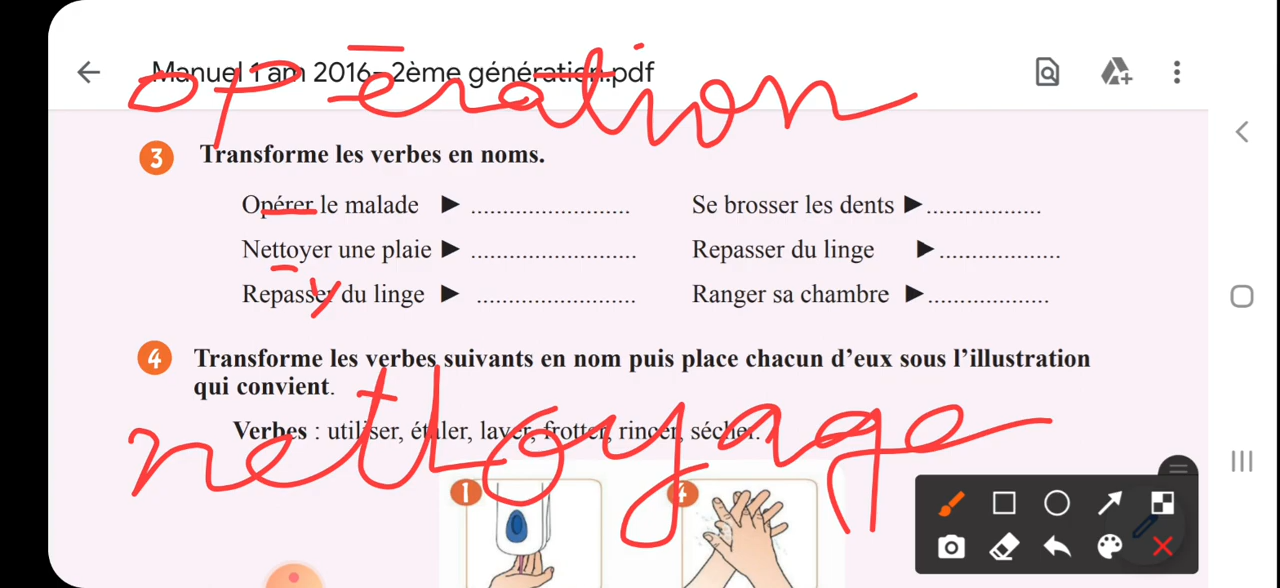 Manuel 1 am 2016- 2ème génération.pdf
opération
3 Transforme les verbes en noms.
Opérer le malade ▶ ........................ Se brosser les dents ▶ .................
Nettoyer une plaie ▶ ........................ Repasser du linge ▶ ..................
Repasser du linge ▶ ....................... Ranger sa chambre ▶ ..................
y
4 Transforme les verbes suivants en nom puis place chacun d'eux sous l'illustration
qui convient.
nettoyage
Verbes : utiliser, étaler, laver, frotter, rincer, sécher.
1 4